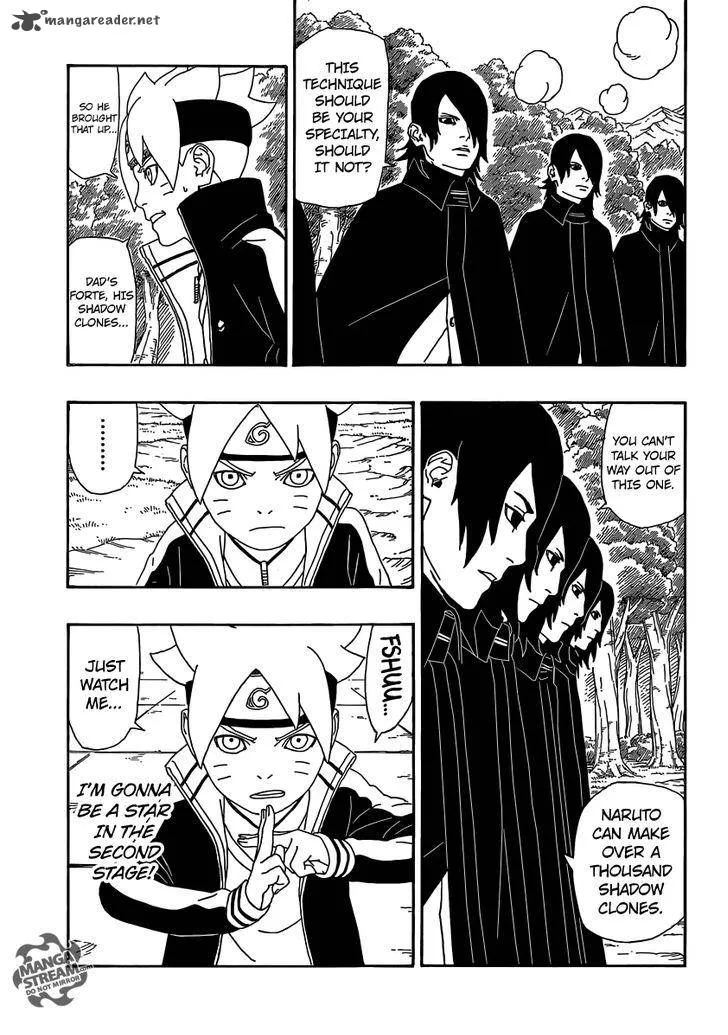 mangareader.net
THIS
TECHNIQUE
SHOULD
BE YOUR
SPECIALTY,
SHOULD
IT NOT?
SO HE
BROUGHT
THAT UP...
DAD'S
FORTE, HIS
SHADOW
CLONES...
YOU CAN'T
TALK YOUR
WAY OUT OF
THIS ONE.
NARUTO
CAN MAKE
OVER A
THOUSAND
SHADOW
CLONES.
.........
FSHUU...
JUST
WATCH
ME...
I'M GONNA
BE A STAR
IN THE
SECOND
STAGE!
MANGA
STREAM
DO NOT MIRROR